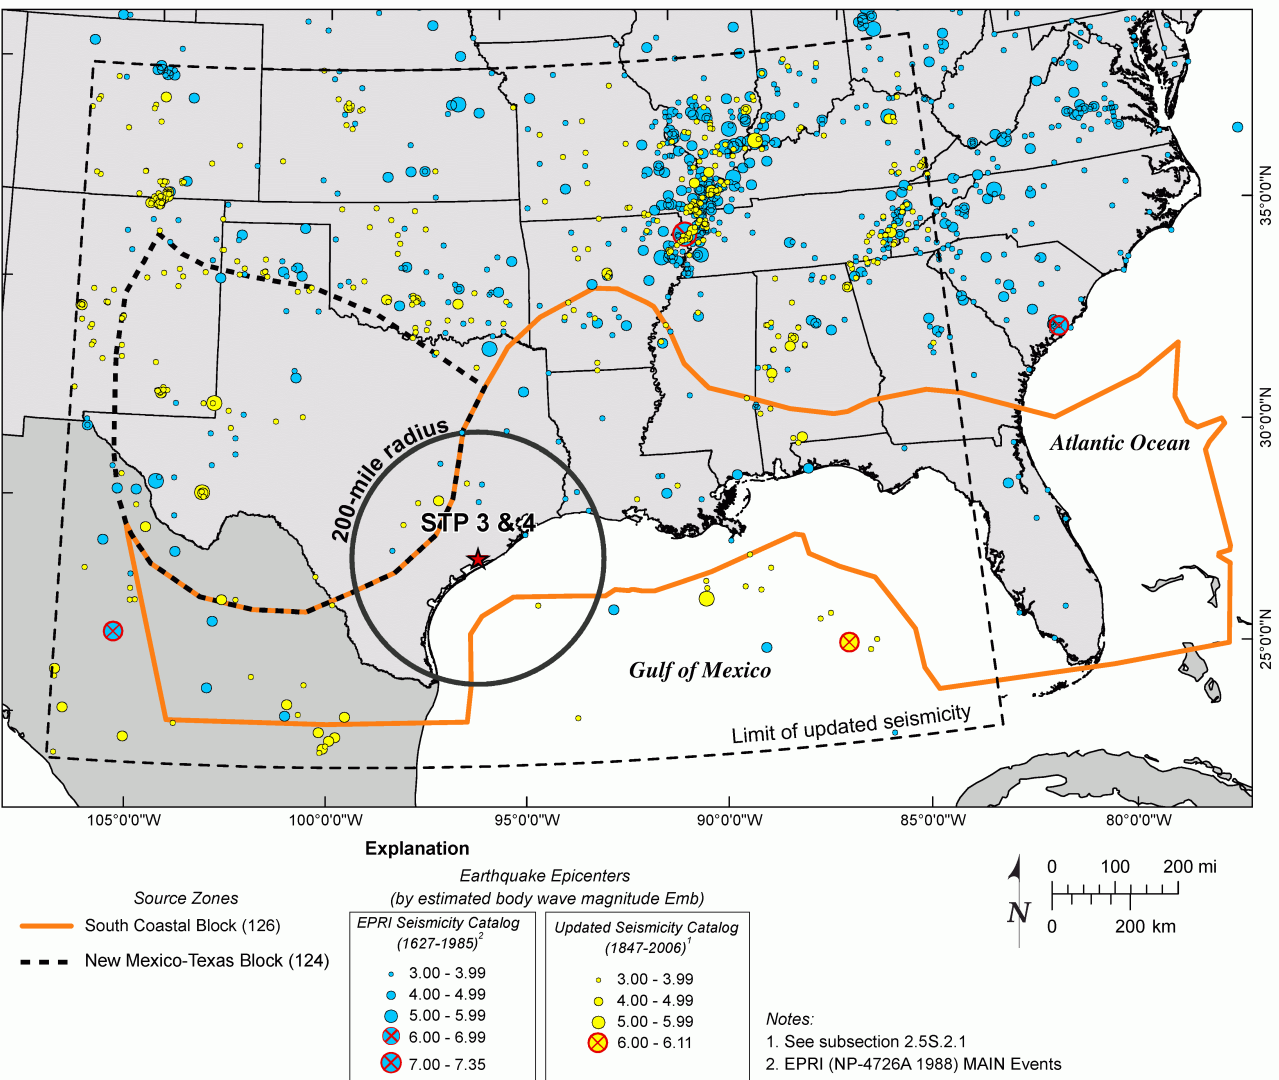 35°0'0"N
30°0'0"N
Atlantic Ocean
200-mile radius
STP 3 & 4
25°0'0"N
Gulf of Mexico
Limit of updated seismicity
105°0'0"W
100°0'0"W
95°0'0"W
90°0'0"W
85°0'0"W
80°0'0"W
Explanation
Source Zones
South Coastal Block (126)
New Mexico-Texas Block (124)
Earthquake Epicenters
(by estimated body wave magnitude Emb)
EPRI Seismicity Catalog
(1627-1985)2
3.00 - 3.99
4.00 - 4.99
5.00 - 5.99
6.00 - 6.99
7.00 - 7.35
Updated Seismicity Catalog
(1847-2006)1
3.00 - 3.99
4.00 - 4.99
5.00 - 5.99
6.00 - 6.11
N
0 100 200 mi
0 200 km
Notes:
1. See subsection 2.5S.2.1
2. EPRI (NP-4726A 1988) MAIN Events